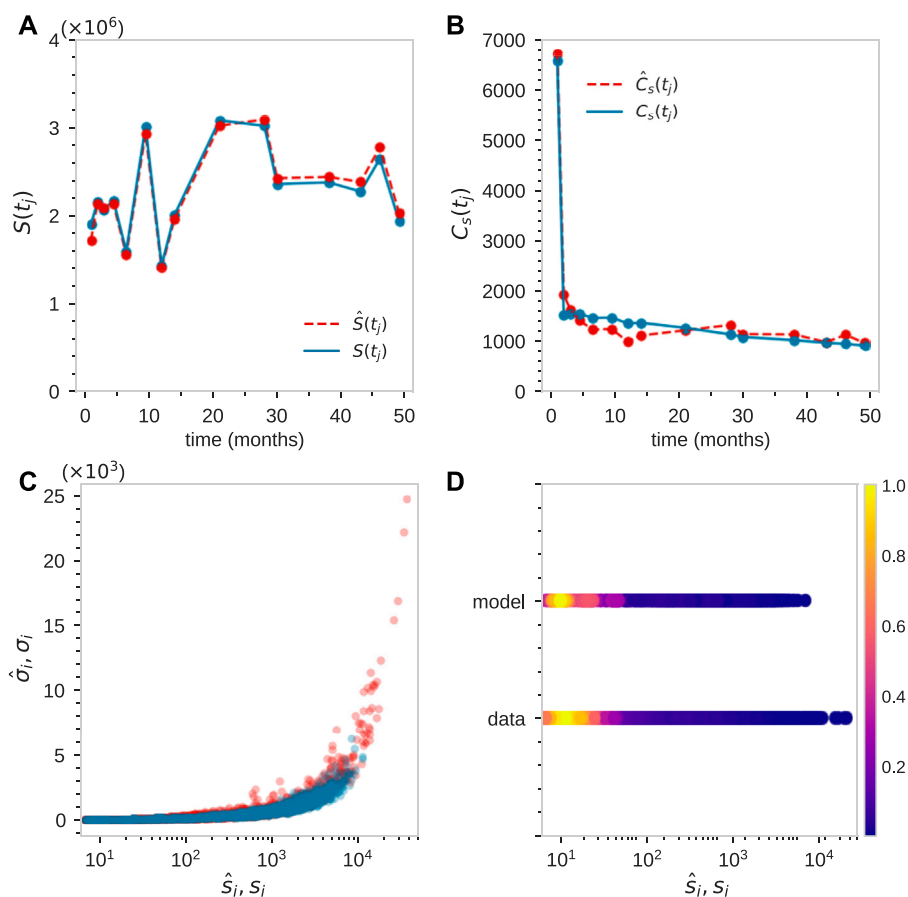 A (×10⁶)
4
3
2
1
0
S(tⱼ)
Ŝ(tⱼ)
S(tⱼ)
0 10 20 30 40 50
time (months)
B
7000
6000
5000
4000
3000
2000
1000
0
Cₛ(tⱼ)
Ĉₛ(tⱼ)
Cₛ(tⱼ)
0 10 20 30 40 50
time (months)
C (×10³)
25
20
15
10
5
0
σ̂ᵢ, σᵢ
10¹ 10² 10³ 10⁴
ŝᵢ, sᵢ
D
model
data
10¹ 10² 10³ 10⁴
ŝᵢ, sᵢ
1.0
0.8
0.6
0.4
0.2